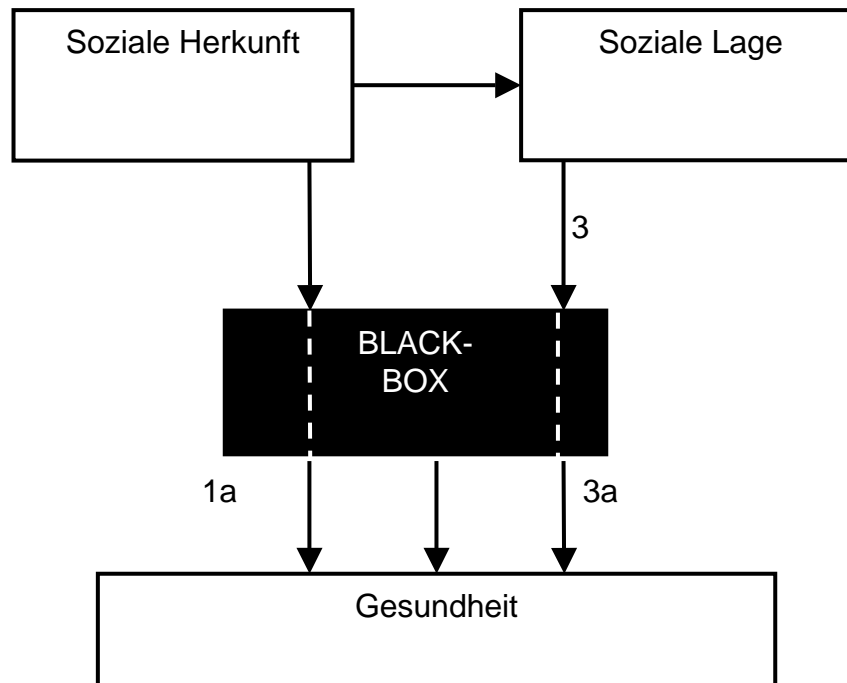 Soziale Herkunft
Soziale Lage
3
BLACK-
BOX
1a
3a
Gesundheit